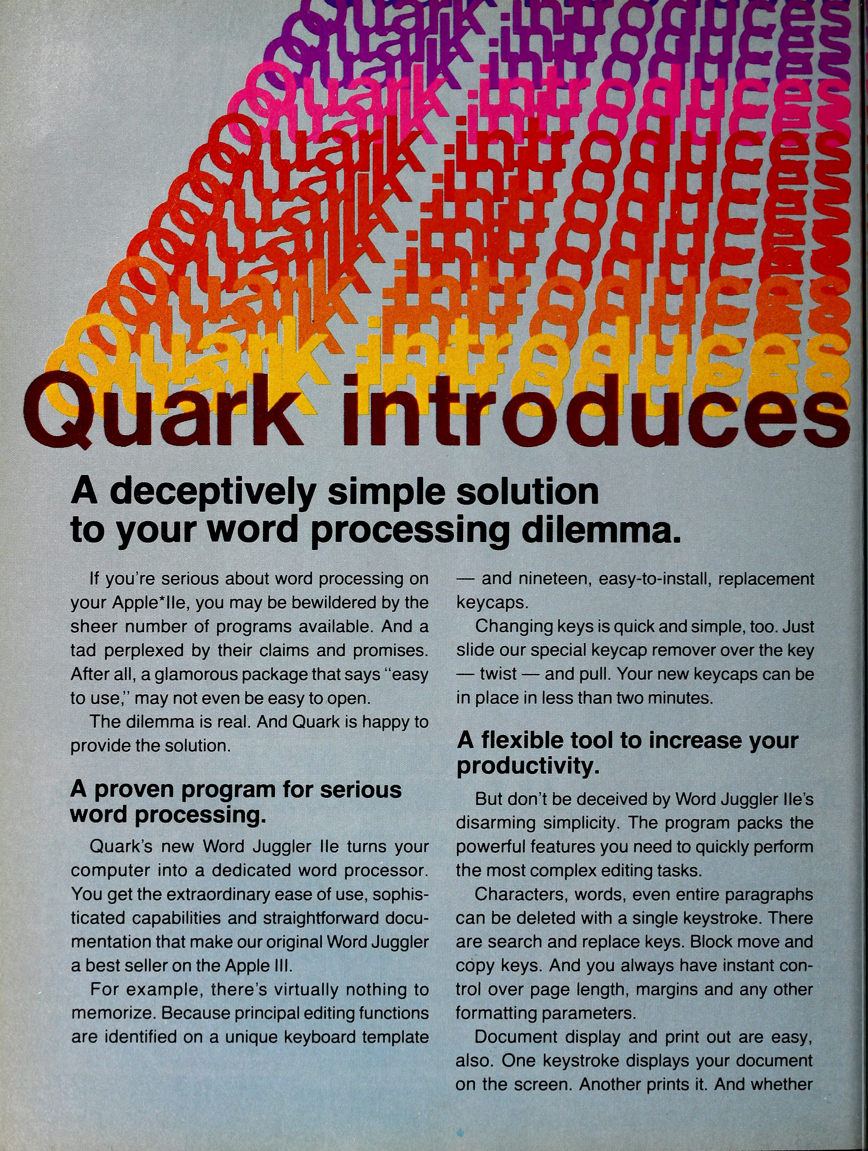 Quark introduces
Quark introduces
Quark introduces
Quark introduces
Quark introduces
Quark introduces
Quark introduces
Quark introduces
Quark introduces
Quark introduces
Quark introduces
Quark introduces
Quark introduces
A deceptively simple solution
to your word processing dilemma.
If you're serious about word processing on
your Apple*IIe, you may be bewildered by the
sheer number of programs available. And a
tad perplexed by their claims and promises.
After all, a glamorous package that says "easy
to use," may not even be easy to open.
The dilemma is real. And Quark is happy to
provide the solution.
A proven program for serious
word processing.
Quark's new Word Juggler IIe turns your
computer into a dedicated word processor.
You get the extraordinary ease of use, sophis-
ticated capabilities and straightforward docu-
mentation that make our original Word Juggler
a best seller on the Apple III.
For example, there's virtually nothing to
memorize. Because principal editing functions
are identified on a unique keyboard template
— and nineteen, easy-to-install, replacement
keycaps.
Changing keys is quick and simple, too. Just
slide our special keycap remover over the key
— twist — and pull. Your new keycaps can be
in place in less than two minutes.
A flexible tool to increase your
productivity.
But don't be deceived by Word Juggler IIe's
disarming simplicity. The program packs the
powerful features you need to quickly perform
the most complex editing tasks.
Characters, words, even entire paragraphs
can be deleted with a single keystroke. There
are search and replace keys. Block move and
copy keys. And you always have instant con-
trol over page length, margins and any other
formatting parameters.
Document display and print out are easy,
also. One keystroke displays your document
on the screen. Another prints it. And whether